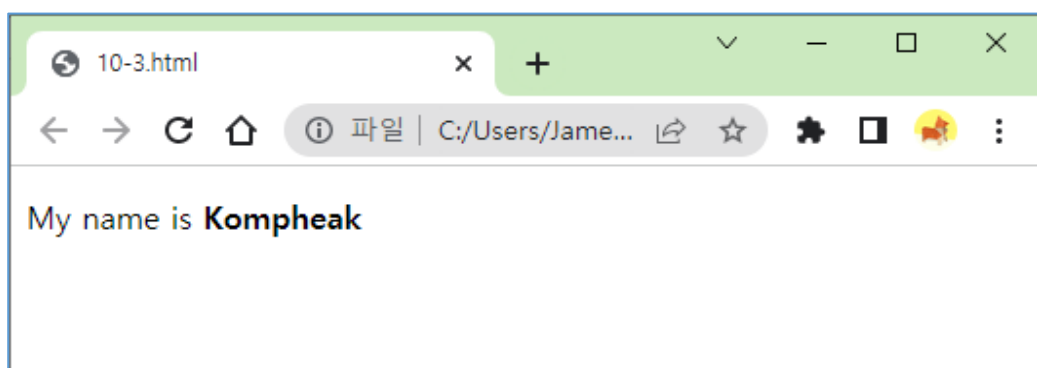 10-3.html
파일 | C:/Users/Jame...
My name is Kompheak